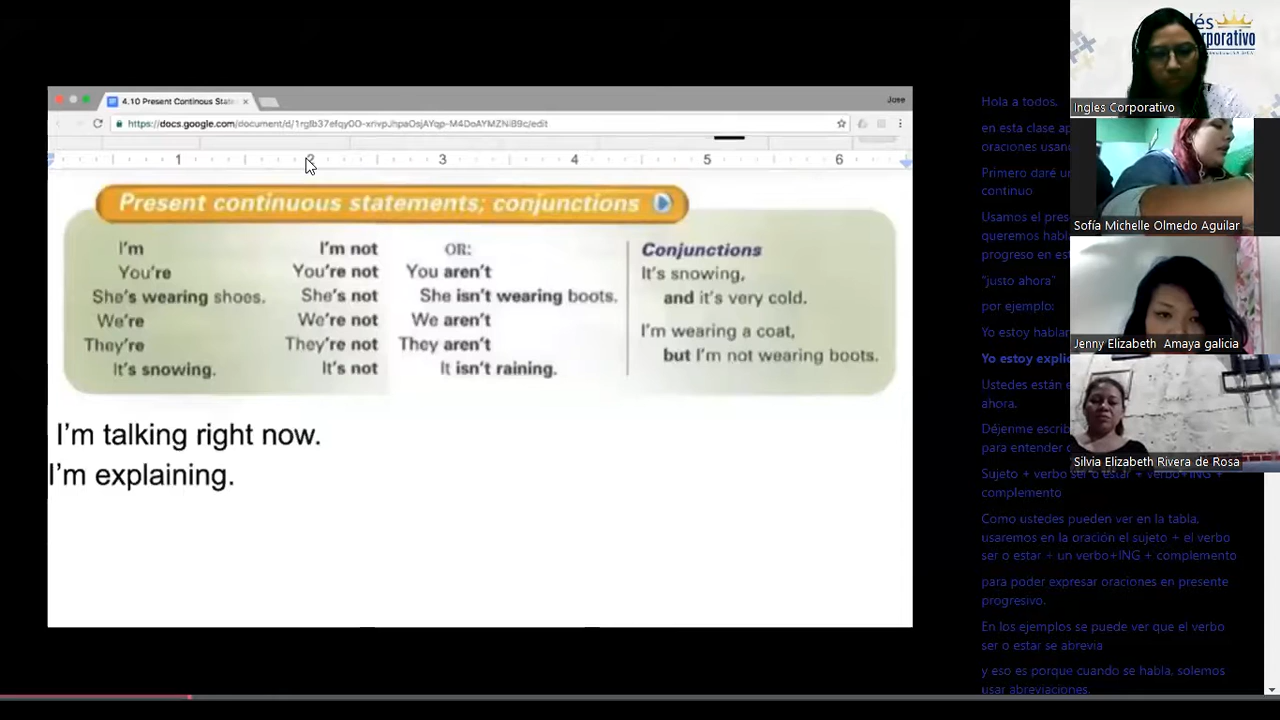 4.10 Present Continous State
Jose
https://docs.google.com/document/d/1rgIb37efqyOO-xrivpJhpaOsjAYqp-M4DoAYMZNiB9c/edit
1 2 3 4 5 6
Present continuous statements; conjunctions
I'm I'm not OR: Conjunctions
You're You're not You aren't It's snowing,
She's wearing shoes. She's not She isn't wearing boots. and it's very cold.
We're We're not We aren't I'm wearing a coat,
They're They're not They aren't but I'm not wearing boots.
It's snowing. It's not It isn't raining.
I'm talking right now.
I'm explaining.
Hola a todos.
en esta clase
oraciones
Primero daré
continuo
Usamos el
queremos
progreso en
"justo ahora"
por ejemplo:
Yo estoy
Yo estoy
Ustedes están
ahora.
Déjenme
para entender
Sujeto + verbo ser o estar + verbo+ING +
complemento
Como ustedes pueden ver en la tabla,
usaremos en la oración el sujeto + el verbo
ser o estar + un verbo+ING + complemento
para poder expresar oraciones en presente
progresivo.
En los ejemplos se puede ver que el verbo
ser o estar se abrevia
y eso es porque cuando se habla, solemos
usar abreviaciones.
Ingles Corporativo
Sofía Michelle Olmedo Aguilar
Jenny Elizabeth Amaya galicia
Silvia Elizabeth Rivera de Rosa